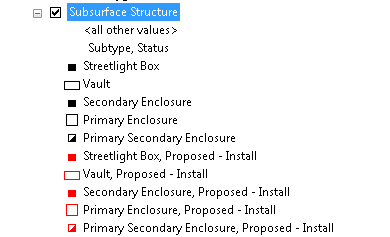 Subsurface Structure
<all other values>
Subtype, Status
Streetlight Box
Vault
Secondary Enclosure
Primary Enclosure
Primary Secondary Enclosure
Streetlight Box, Proposed - Install
Vault, Proposed - Install
Secondary Enclosure, Proposed - Install
Primary Enclosure, Proposed - Install
Primary Secondary Enclosure, Proposed - Install